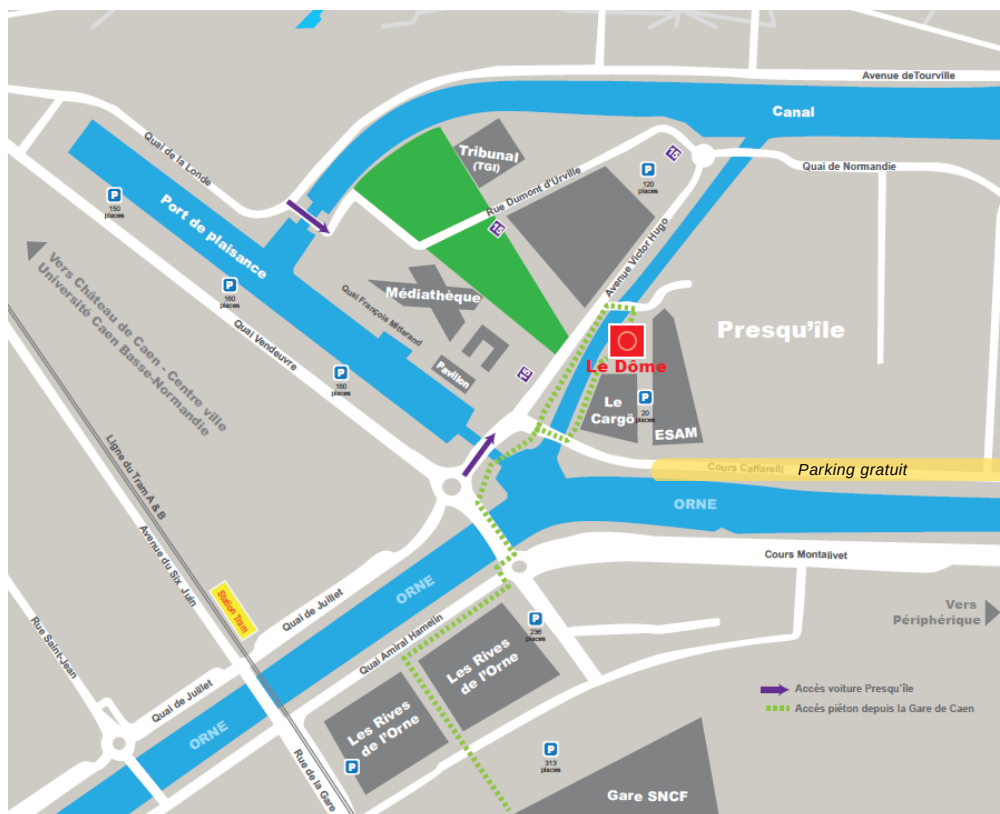 Avenue deTourville
Canal
Quai de la Londe
Tribunal
(TGI)
15
P
120
places
Quai de Normandie
Rue Dumont d'Urville
P
150
places
Port de plaisance
15
Avenue Victor Hugo
Vers Château de Caen - Centre ville
Université Caen Basse-Normandie
P
160
places
Médiathèque
Quai François Mitterand
Presqu'île
Quai Vendeuvre
Le Dôme
P
160
places
Pavillon
15
Le
Cargö
P
20
places
ESAM
Ligne du Tram A & B
Cours Caffarelli
Parking gratuit
ORNE
Avenue du Six Juin
Cours Montalivet
ORNE
Station Tram
Quai de Juillet
Vers
Périphérique
Rue Saint-Jean
Quai Amiral Hamelin
P
236
places
Les Rives
de l'Orne
Quai de Juillet
Accès voiture Presqu'île
Accès piéton depuis la Gare de Caen
ORNE
Les Rives
de l'Orne
P
P
313
places
Rue de la Gare
Gare SNCF